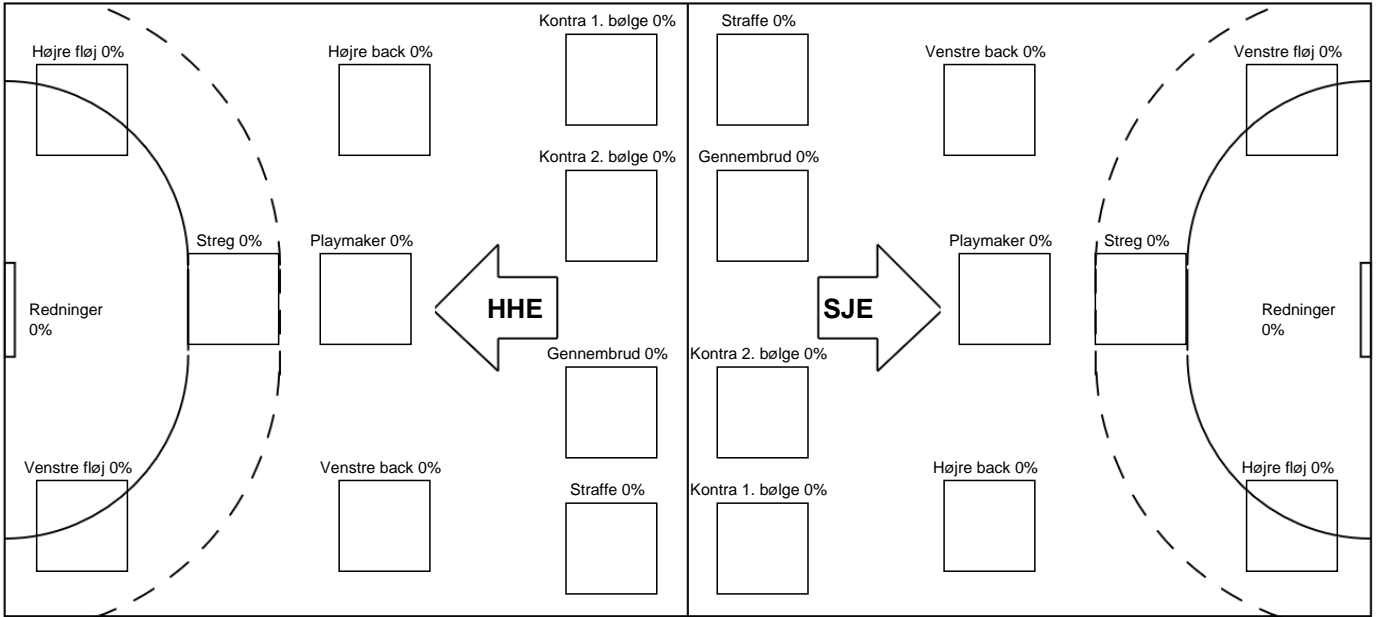 Kontra 1. bølge 0%
Straffe 0%
Højre fløj 0%
Højre back 0%
Venstre back 0%
Venstre fløj 0%
Kontra 2. bølge 0%
Gennembrud 0%
Streg 0%
Playmaker 0%
Playmaker 0%
Streg 0%
Redninger
0%
HHE
SJE
Redninger
0%
Gennembrud 0%
Kontra 2. bølge 0%
Venstre fløj 0%
Venstre back 0%
Straffe 0%
Kontra 1. bølge 0%
Højre back 0%
Højre fløj 0%